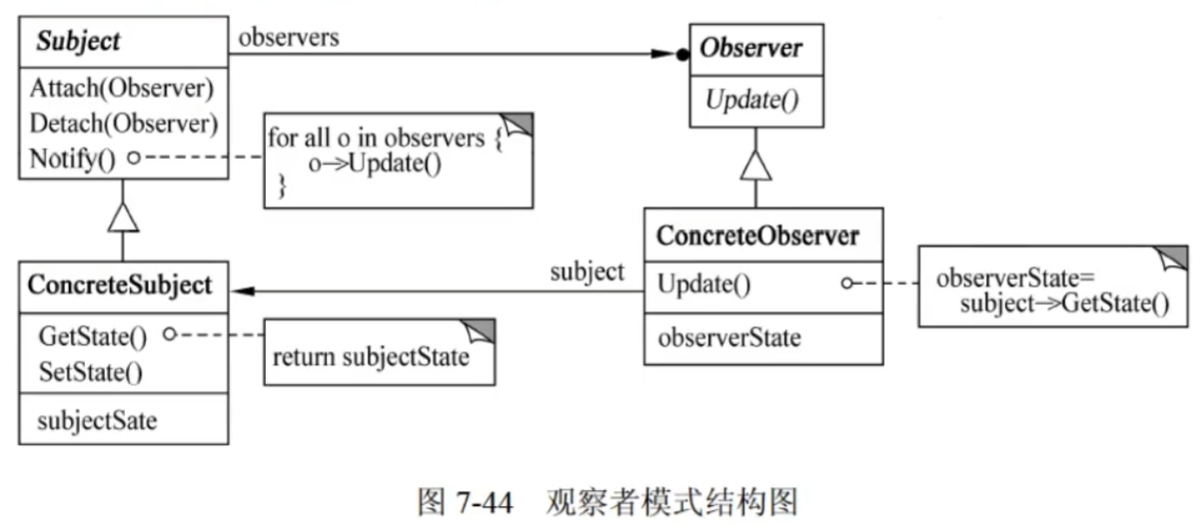 Subject
Attach(Observer)
Detach(Observer)
Notify()
observers
Observer
Update()
for all o in observers {
o->Update()
}
ConcreteSubject
GetState()
SetState()
subjectSate
return subjectState
subject
ConcreteObserver
Update()
observerState
observerState=
subject->GetState()
图 7-44 观察者模式结构图